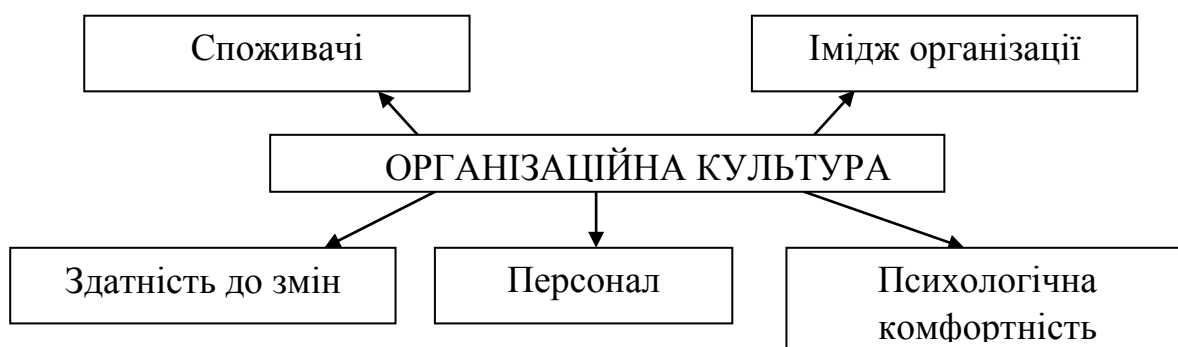 Споживачі
Імідж організації
ОРГАНІЗАЦІЙНА КУЛЬТУРА
Здатність до змін
Персонал
Психологічна
комфортність